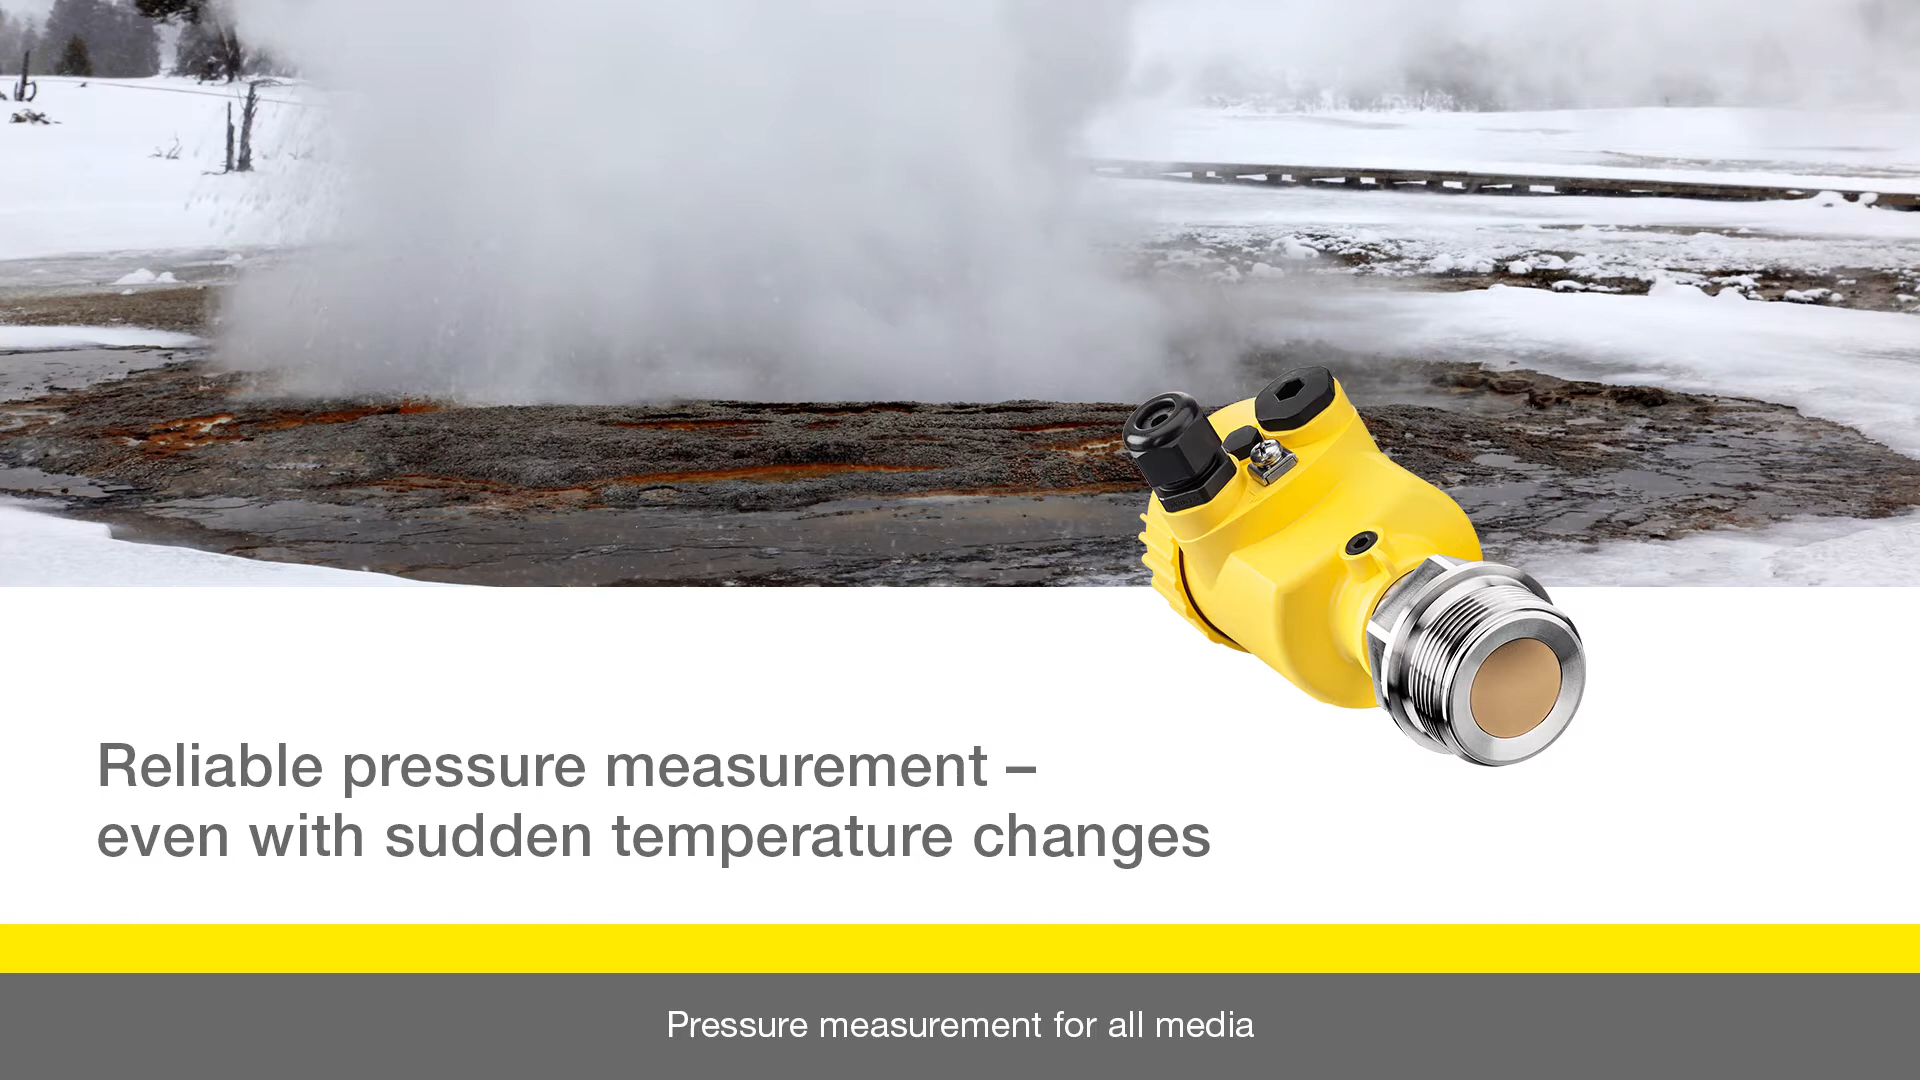 Reliable pressure measurement –
even with sudden temperature changes
Pressure measurement for all media